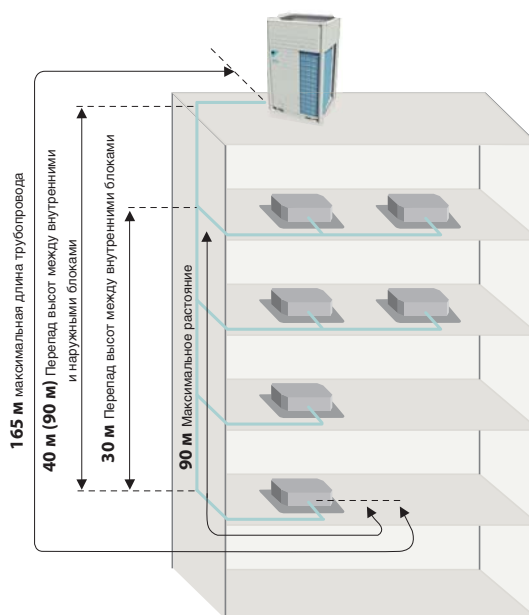 165 м максимальная длина трубопровода
40 м (90 м) Перепад высот между внутренними
и наружными блоками
30 м Перепад высот между внутренними блоками
90 м Максимальное растояние